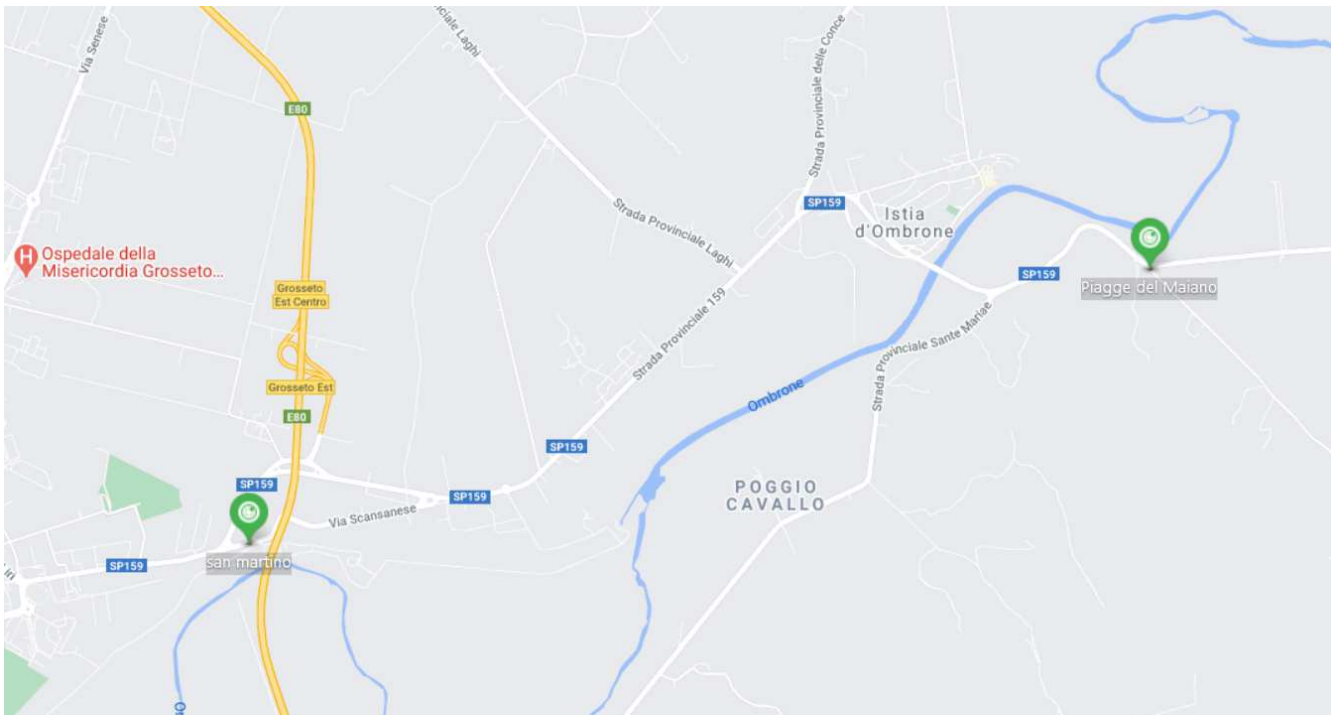 Via Senese
ciale Laghi
Strada Provinciale delle Conce
E80
SP159
Istia
d'Ombrone
Strada Provinciale Laghi
Ospedale della
Misericordia Grosseto...
SP159
Piagge del Maiano
Grosseto
Est Centro
Strada Provinciale 159
Strada Provinciale Sante Mariae
Grosseto Est
Ombrone
E80
SP159
SP159
POGGIO
CAVALLO
SP159
Via Scansanese
san martino
SP159